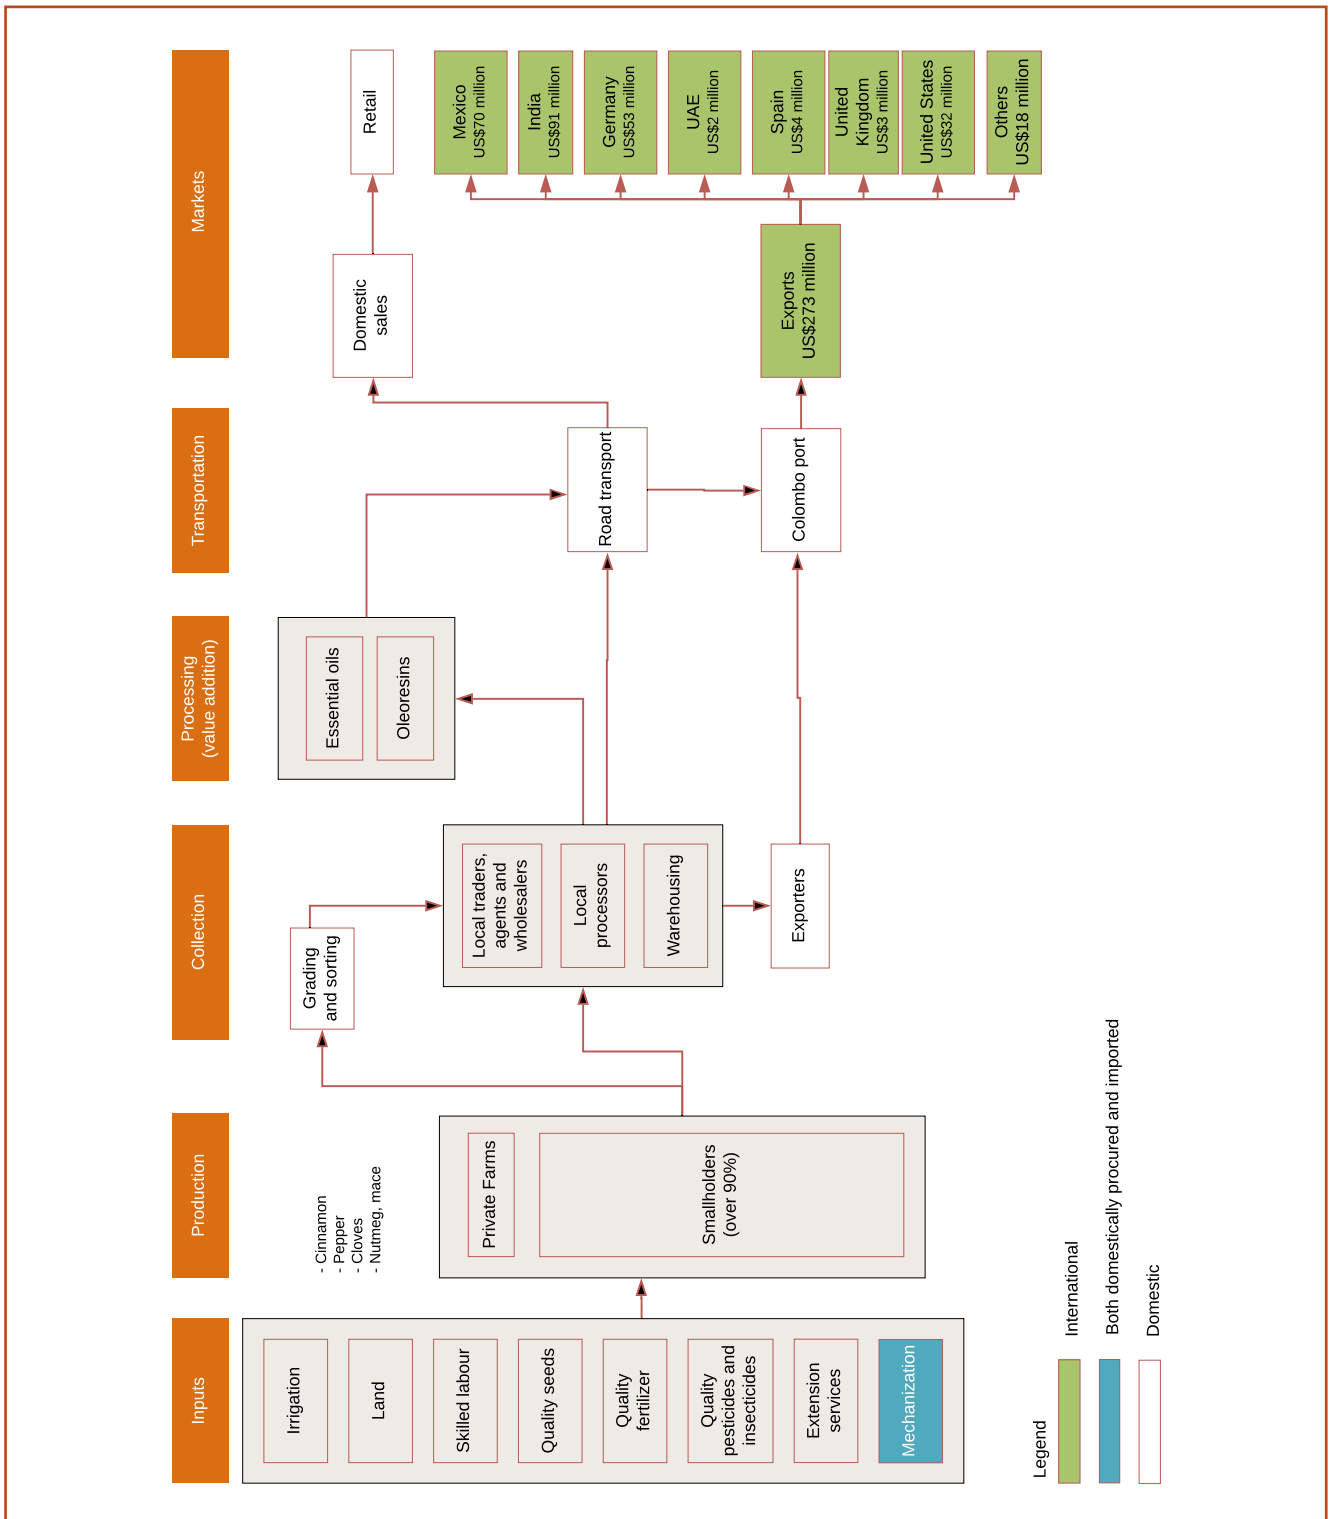 Inputs
Production
Collection
Processing
(value addition)
Transportation
Markets
Irrigation
Land
Skilled labour
Quality seeds
Quality
fertilizer
Quality
pesticides and
insecticides
Extension
services
Mechanization
- Cinnamon
- Pepper
- Cloves
- Nutmeg, mace
Private Farms
Smallholders
(over 90%)
Grading
and sorting
Local traders,
agents and
wholesalers
Local
processors
Warehousing
Exporters
Essential oils
Oleoresins
Road transport
Colombo port
Domestic
sales
Exports
US$273 million
Retail
Mexico
US$70 million
India
US$91 million
Germany
US$53 million
UAE
US$2 million
Spain
US$4 million
United
Kingdom
US$3 million
United States
US$32 million
Others
US$18 million
Legend
International
Both domestically procured and imported
Domestic